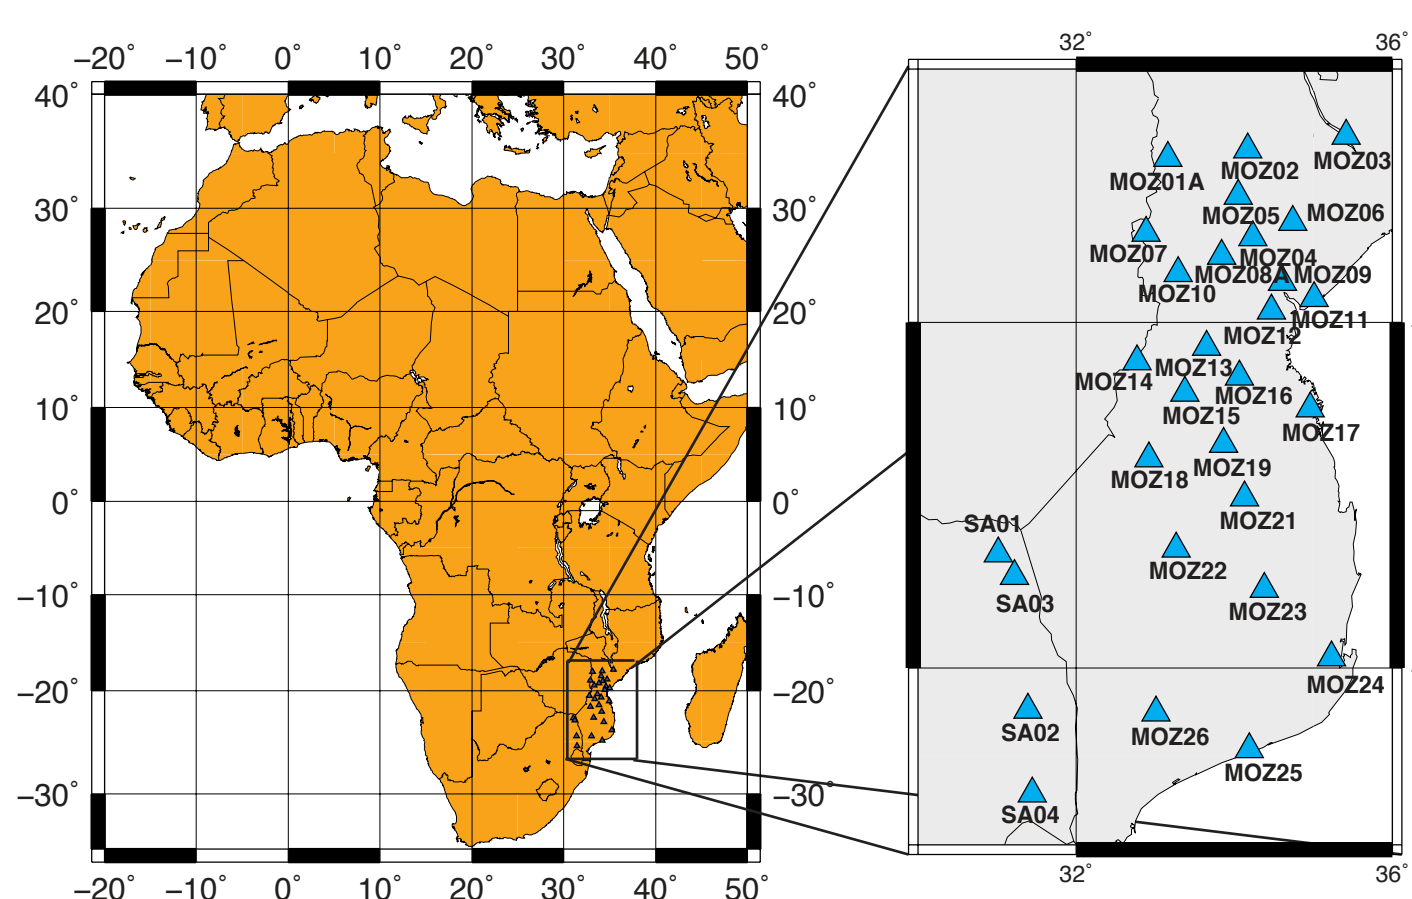 −20˚ −10˚ 0˚ 10˚ 20˚ 30˚ 40˚ 50˚
40˚ 40˚
30˚ 30˚
20˚ 20˚
10˚ 10˚
0˚ 0˚
−10˚ −10˚
−20˚ −20˚
−30˚ −30˚
−20˚ −10˚ 0˚ 10˚ 20˚ 30˚ 40˚ 50˚
32˚ 36˚
MOZ03
MOZ02
MOZ01A
MOZ05 MOZ06
MOZ07 MOZ04
MOZ08A MOZ09
MOZ10
MOZ11
MOZ12
MOZ13
MOZ14 MOZ16
MOZ15
MOZ17
MOZ19
MOZ18
MOZ21
SA01
MOZ22
SA03 MOZ23
MOZ24
SA02 MOZ26
MOZ25
SA04
32˚ 36˚